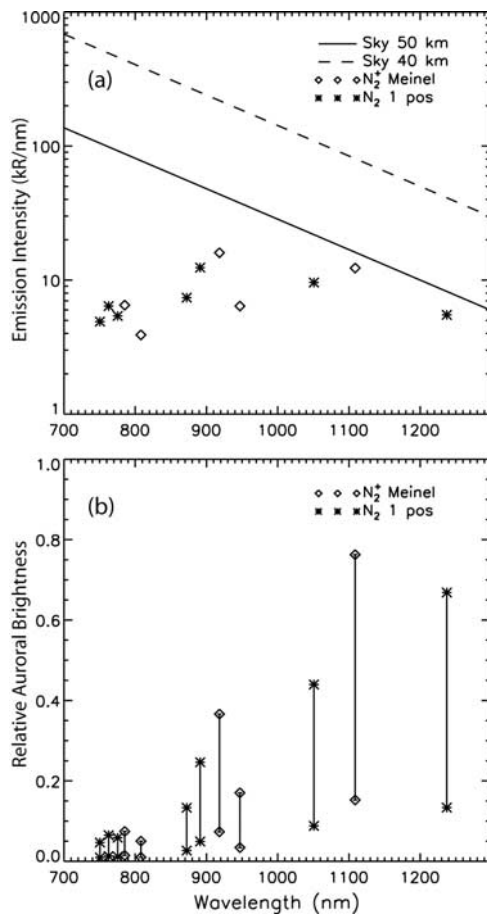 1000
100
10
1
Emission Intensity (kR/nm)
(a)
Sky 50 km
Sky 40 km
N₂⁺ Meinel
N₂ 1 pos
700 800 900 1000 1100 1200
1.0
0.8
0.6
0.4
0.2
0.0
Relative Auroral Brightness
(b)
N₂⁺ Meinel
N₂ 1 pos
700 800 900 1000 1100 1200
Wavelength (nm)